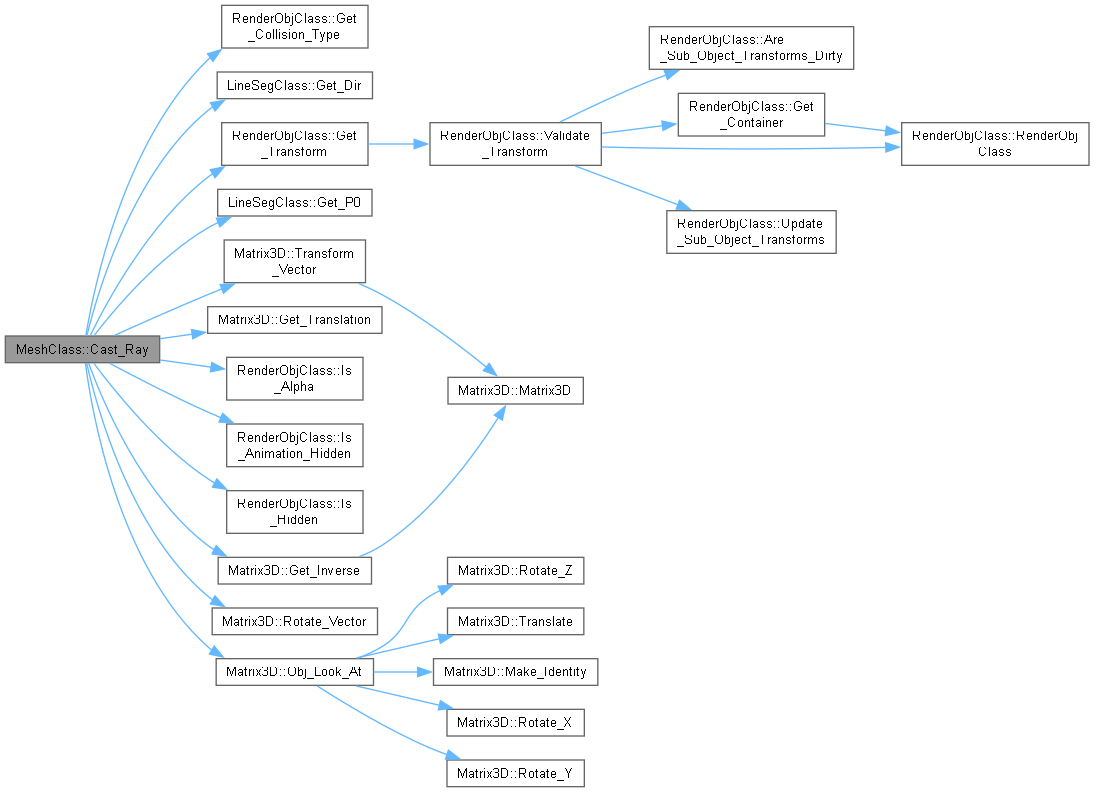 MeshClass::Cast_Ray
RenderObjClass::Get
_Collision_Type
LineSegClass::Get_Dir
RenderObjClass::Get
_Transform
LineSegClass::Get_P0
Matrix3D::Transform
_Vector
Matrix3D::Get_Translation
RenderObjClass::Is
_Alpha
RenderObjClass::Is
_Animation_Hidden
RenderObjClass::Is
_Hidden
Matrix3D::Get_Inverse
Matrix3D::Rotate_Vector
Matrix3D::Obj_Look_At
RenderObjClass::Validate
_Transform
Matrix3D::Matrix3D
Matrix3D::Rotate_Z
Matrix3D::Translate
Matrix3D::Make_Identity
Matrix3D::Rotate_X
Matrix3D::Rotate_Y
RenderObjClass::Are
_Sub_Object_Transforms_Dirty
RenderObjClass::Get
_Container
RenderObjClass::Update
_Sub_Object_Transforms
RenderObjClass::RenderObj
Class